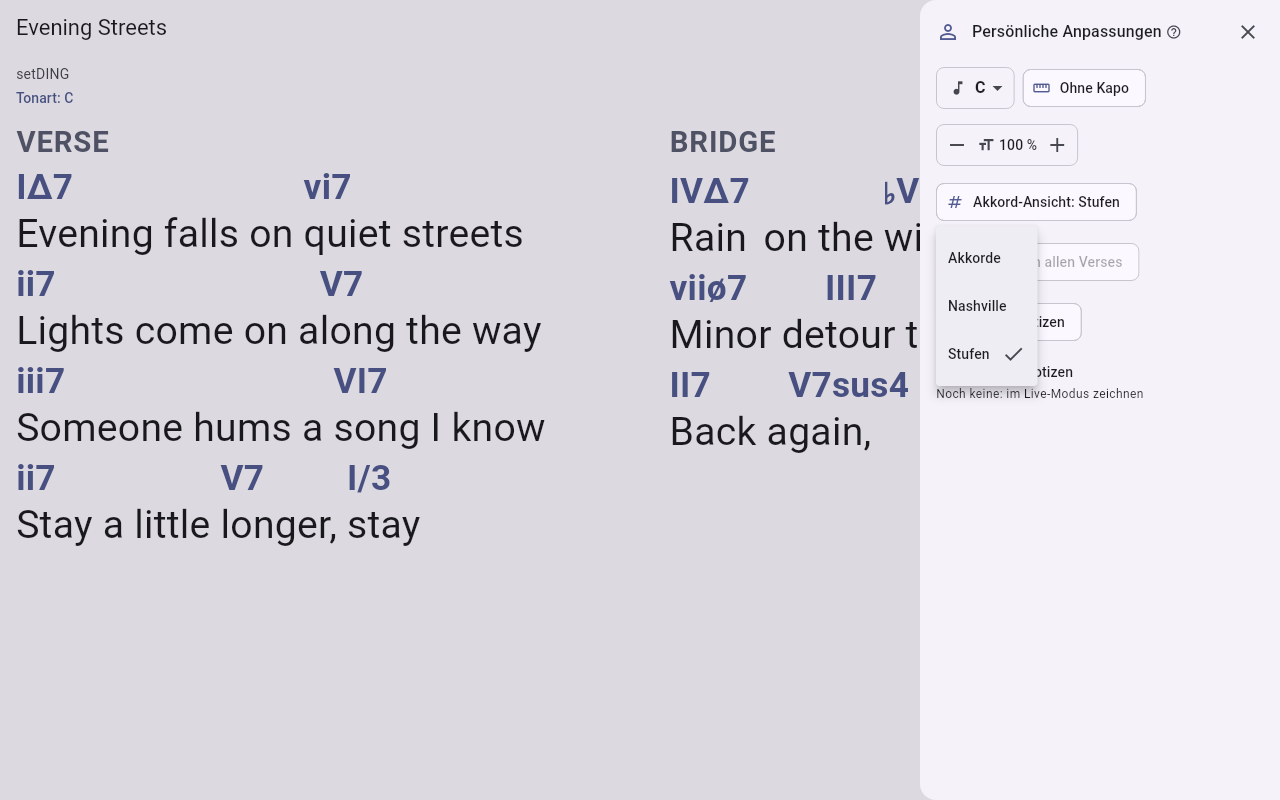 Evening Streets
setDING
Tonart: C
VERSE
IΔ7 vi7
Evening falls on quiet streets
ii7 V7
Lights come on along the way
iii7 VI7
Someone hums a song I know
ii7 V7 I/3
Stay a little longer, stay
BRIDGE
IVΔ7 ♭V
Rain on the wi
viiø7 III7
Minor detour t
II7 V7sus4
Back again,
Persönliche Anpassungen
C Ohne Kapo
100 %
Akkord-Ansicht: Stufen
Akkorde
Nashville
Stufen
allen Verses
Noch keine: im Live-Modus zeichnen